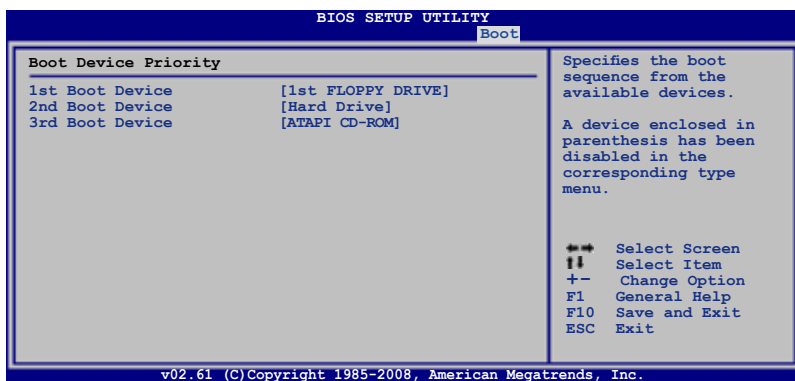 BIOS SETUP UTILITY
Boot
Boot Device Priority
1st Boot Device [1st FLOPPY DRIVE]
2nd Boot Device [Hard Drive]
3rd Boot Device [ATAPI CD-ROM]
Specifies the boot
sequence from the
available devices.
A device enclosed in
parenthesis has been
disabled in the
corresponding type
menu.
←→ Select Screen
↑↓ Select Item
+- Change Option
F1 General Help
F10 Save and Exit
ESC Exit
v02.61 (C)Copyright 1985-2008, American Megatrends, Inc.